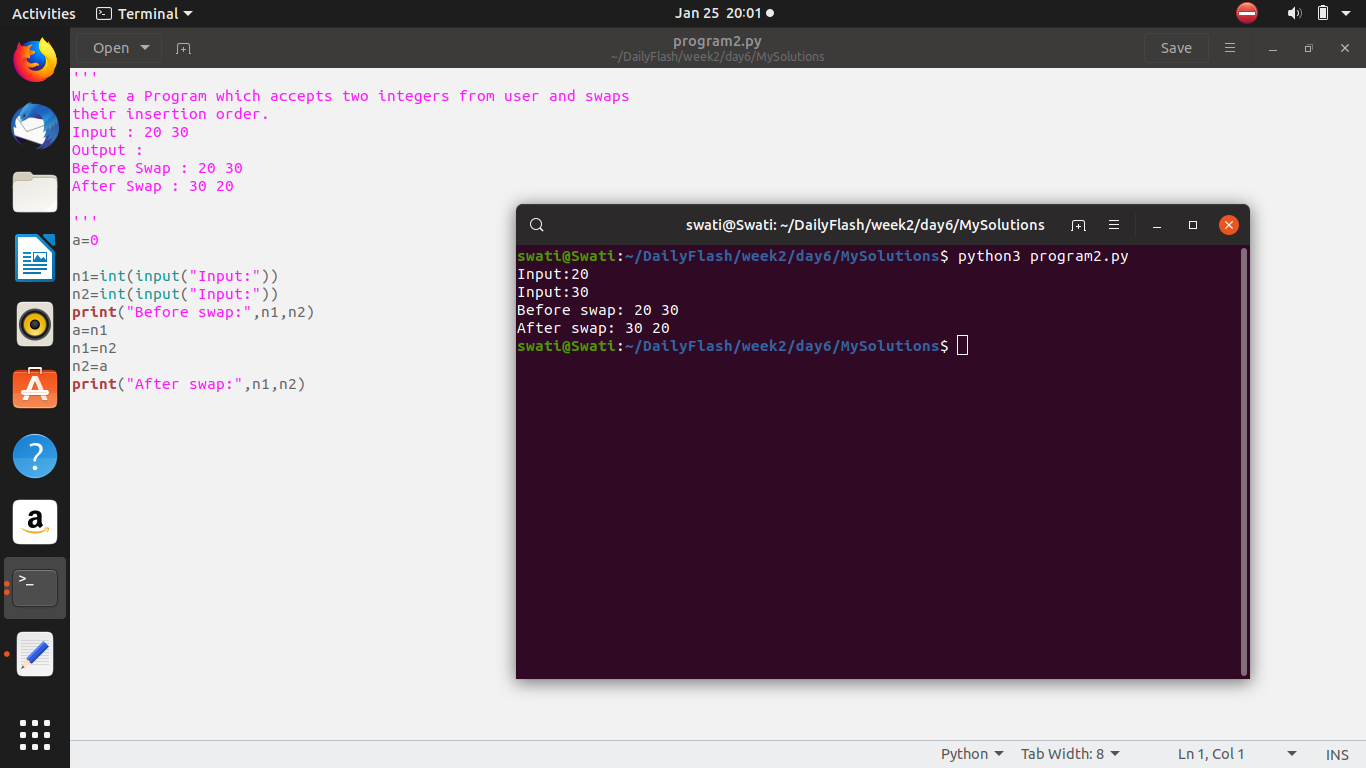 Activities Terminal Jan 25 20:01
Open program2.py Save
~/DailyFlash/week2/day6/MySolutions
'''
Write a Program which accepts two integers from user and swaps
their insertion order.
Input : 20 30
Output :
Before Swap : 20 30
After Swap : 30 20
'''
a=0
n1=int(input("Input:"))
n2=int(input("Input:"))
print("Before swap:",n1,n2)
a=n1
n1=n2
n2=a
print("After swap:",n1,n2)
swati@Swati: ~/DailyFlash/week2/day6/MySolutions
swati@Swati:~/DailyFlash/week2/day6/MySolutions$ python3 program2.py
Input:20
Input:30
Before swap: 20 30
After swap: 30 20
swati@Swati:~/DailyFlash/week2/day6/MySolutions$
?
a
>_
Python Tab Width: 8 Ln 1, Col 1 INS